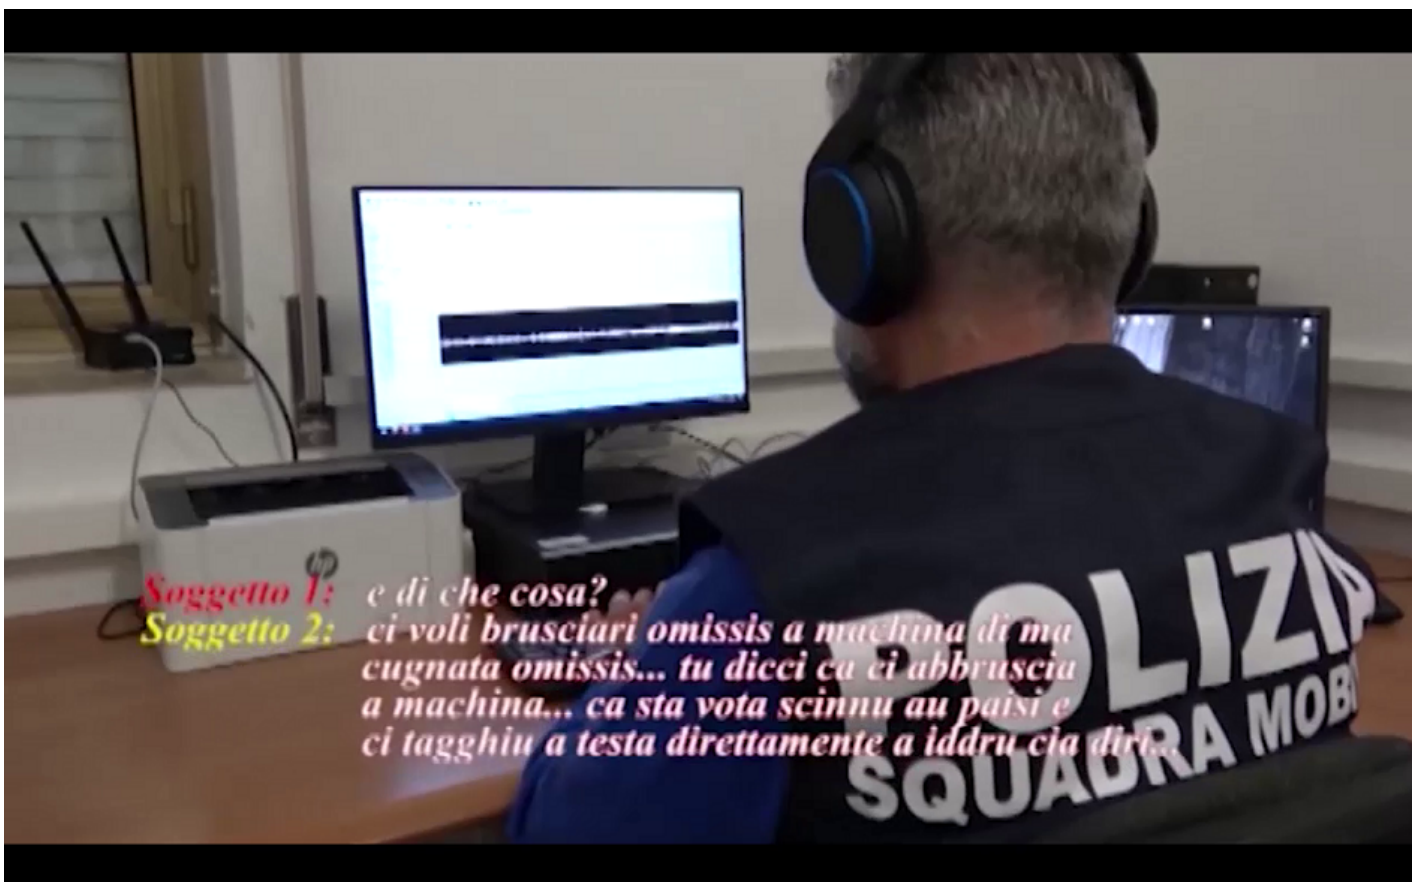 hp
Soggetto 1: e di che cosa?
Soggetto 2: ci voli brusciari omissis a machina di ma
cugnata omissis... tu dicci ca ci abbruscia
a machina... ca sta vota scinnu au paisi e
ci tagghiu a testa direttamente a iddru cia diri...
POLIZIA
SQUADRA MOBI